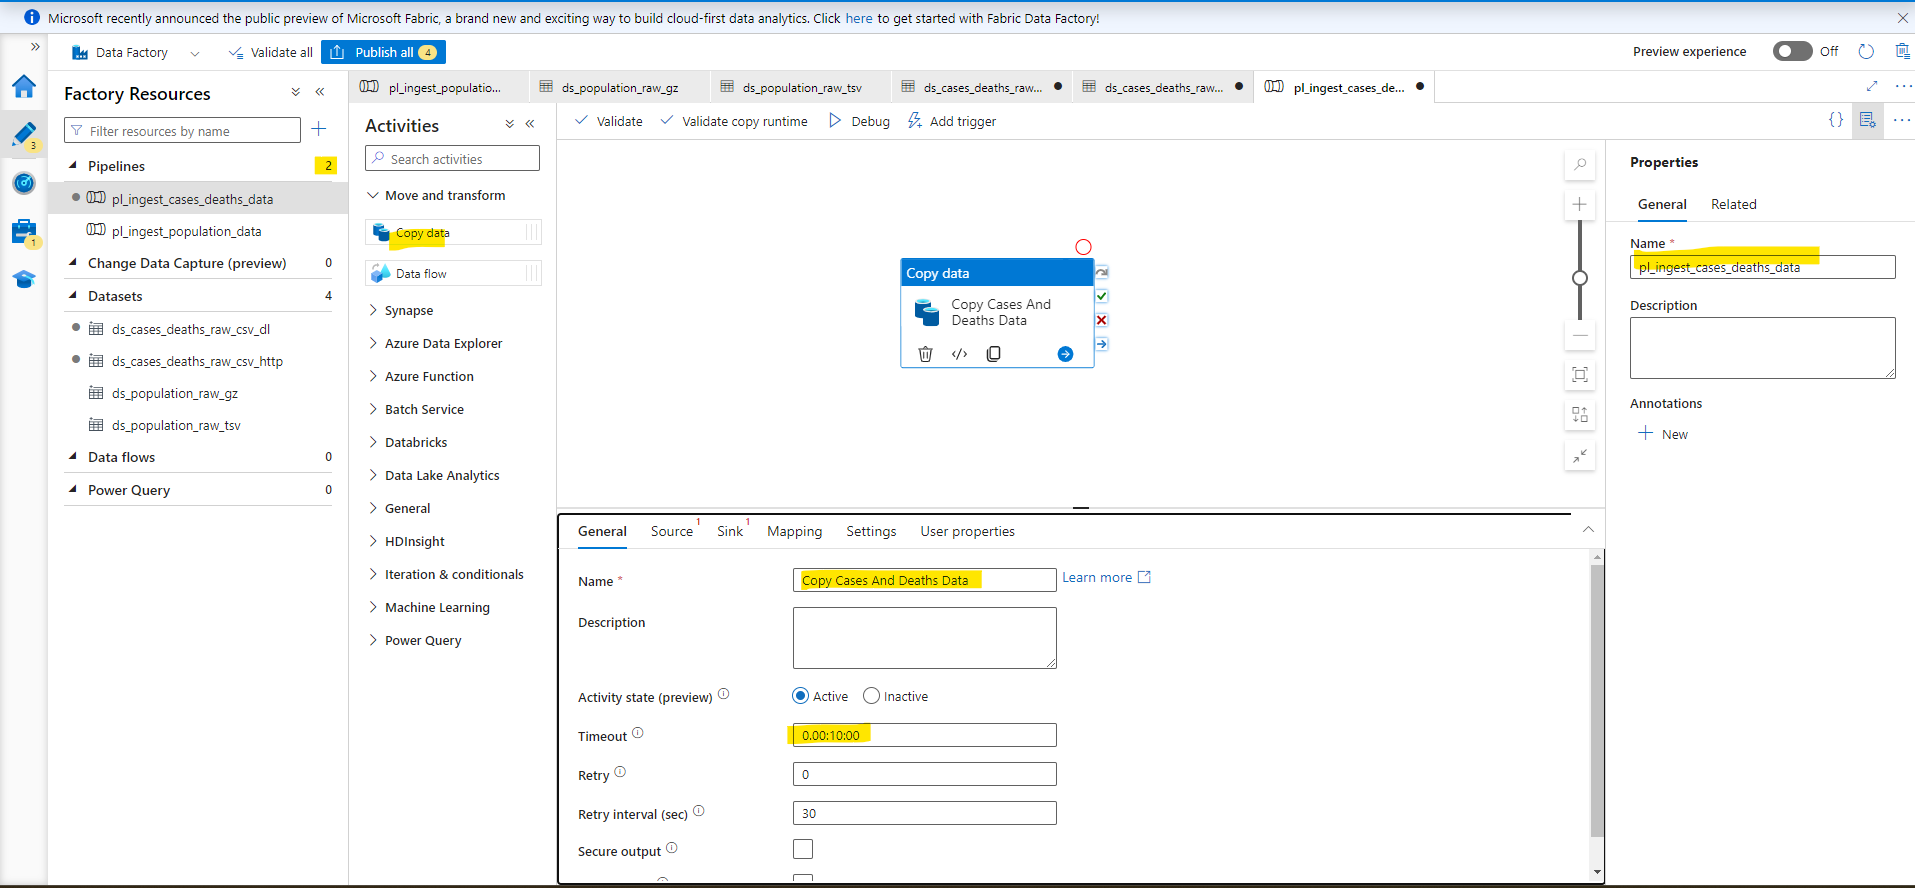 Microsoft recently announced the public preview of Microsoft Fabric, a brand new and exciting way to build cloud-first data analytics. Click here to get started with Fabric Data Factory!
Data Factory
Validate all
Publish all 4
Preview experience
Off
Factory Resources
Filter resources by name
Pipelines 2
pl_ingest_cases_deaths_data
pl_ingest_population_data
Change Data Capture (preview) 0
Datasets 4
ds_cases_deaths_raw_csv_dl
ds_cases_deaths_raw_csv_http
ds_population_raw_gz
ds_population_raw_tsv
Data flows 0
Power Query 0
3
1
pl_ingest_populatio...
ds_population_raw_gz
ds_population_raw_tsv
ds_cases_deaths_raw...
ds_cases_deaths_raw...
pl_ingest_cases_de...
Activities
Search activities
Move and transform
Copy data
Data flow
Synapse
Azure Data Explorer
Azure Function
Batch Service
Databricks
Data Lake Analytics
General
HDInsight
Iteration & conditionals
Machine Learning
Power Query
Validate
Validate copy runtime
Debug
Add trigger
Copy data
Copy Cases And
Deaths Data
General
Source 1
Sink 1
Mapping
Settings
User properties
Name *
Copy Cases And Deaths Data
Learn more
Description
Activity state (preview)
Active
Inactive
Timeout
0.00:10:00
Retry
0
Retry interval (sec)
30
Secure output
Properties
General
Related
Name *
pl_ingest_cases_deaths_data
Description
Annotations
New